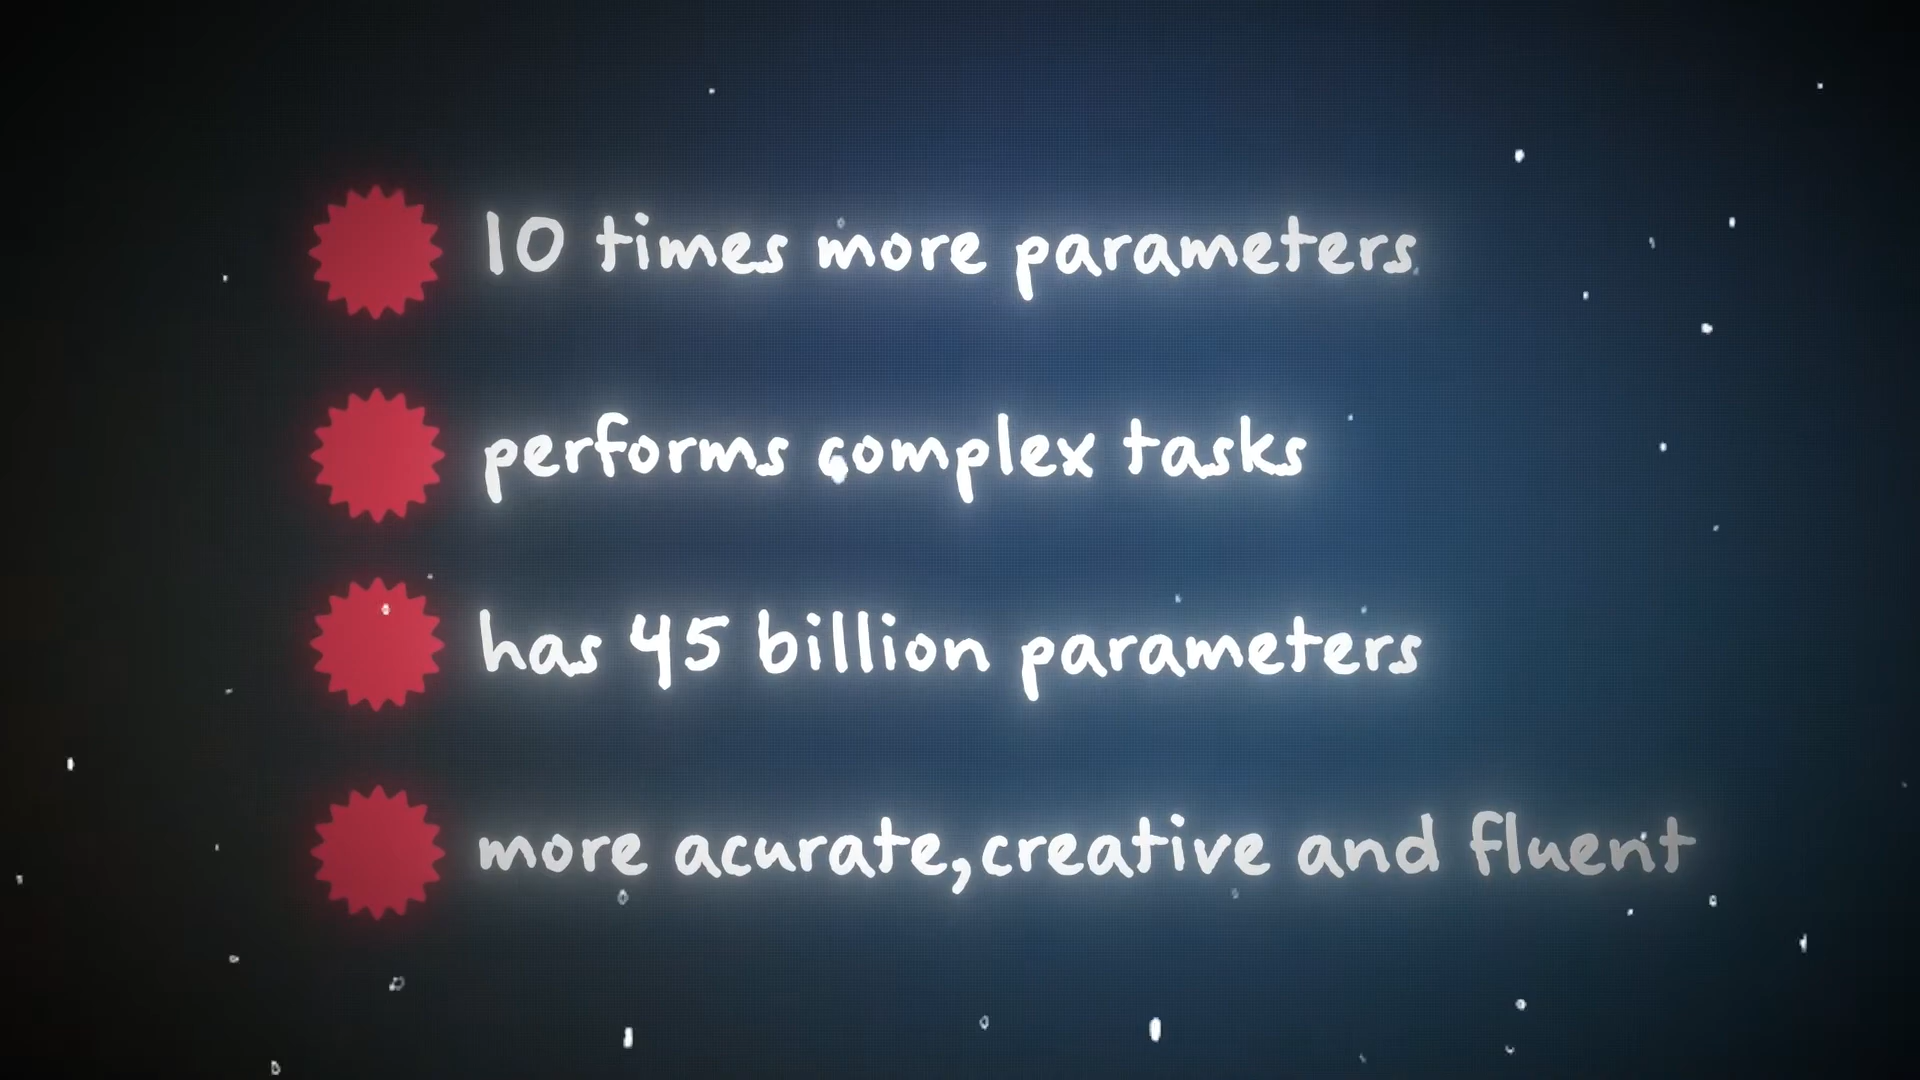 10 times more parameters
performs complex tasks
has 45 billion parameters
more acurate,creative and fluent